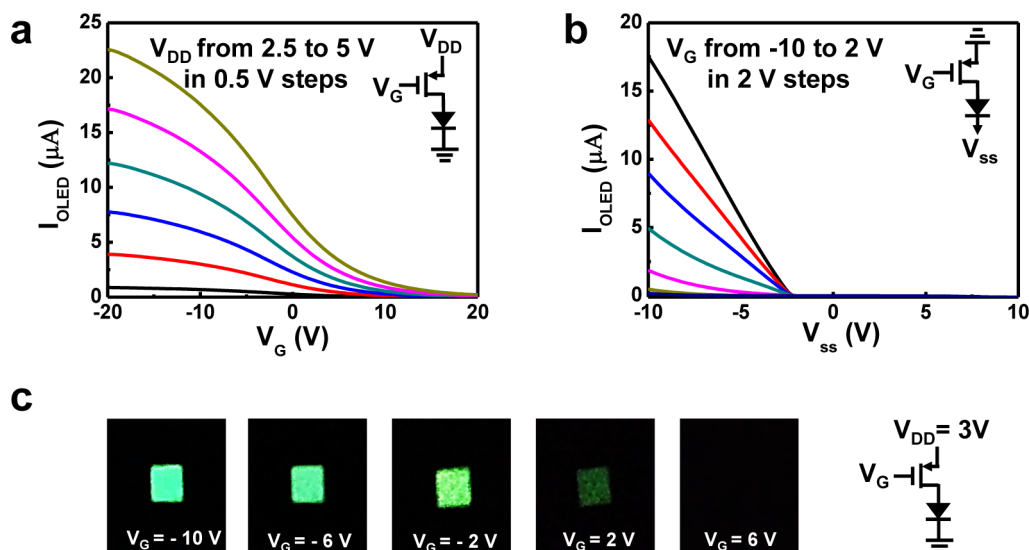 a
V_DD from 2.5 to 5 V
in 0.5 V steps
V_DD
V_G
I_OLED (μA)
25
20
15
10
5
0
-20
-10
0
10
20
V_G (V)
b
V_G from -10 to 2 V
in 2 V steps
V_G
V_ss
I_OLED (μA)
20
15
10
5
0
-10
-5
0
5
10
V_ss (V)
c
V_G = - 10 V
V_G = - 6 V
V_G = - 2 V
V_G = 2 V
V_G = 6 V
V_DD = 3V
V_G